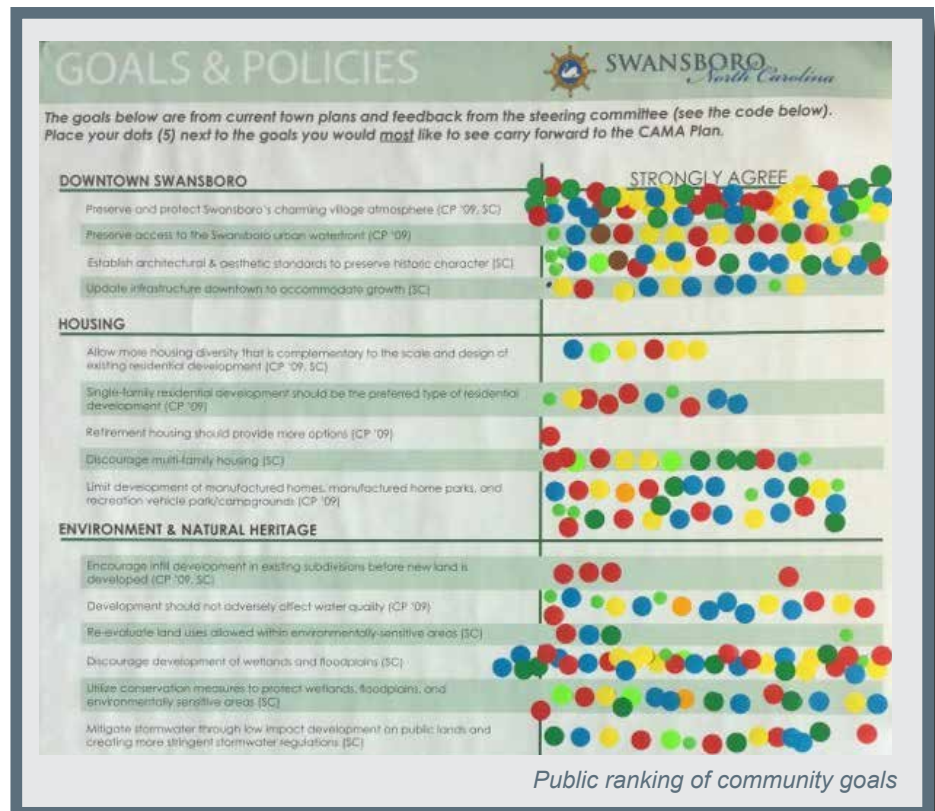 GOALS & POLICIES
SWANSBORO
North Carolina
The goals below are from current town plans and feedback from the steering committee (see the code below).
Place your dots (5) next to the goals you would most like to see carry forward to the CAMA Plan.
DOWNTOWN SWANSBORO
STRONGLY AGREE
Preserve and protect Swansboro's charming village atmosphere (CP '09, SC)
Preserve access to the Swansboro urban waterfront (CP '09)
Establish architectural & aesthetic standards to preserve historic character (SC)
Update infrastructure downtown to accommodate growth (SC)
HOUSING
Allow more housing diversity that is complementary to the scale and design of
existing residential development (CP '09, SC)
Single-family residential development should be the preferred type of residential
development (CP '09)
Retirement housing should provide more options (CP '09)
Discourage multi-family housing (SC)
Limit development of manufactured homes, manufactured home parks, and
recreation vehicle park/campgrounds (CP '09)
ENVIRONMENT & NATURAL HERITAGE
Encourage infill development in existing subdivisions before new land is
developed (CP '09, SC)
Development should not adversely affect water quality (CP '09)
Re-evaluate land uses allowed within environmentally-sensitive areas (SC)
Discourage development of wetlands and floodplains (SC)
Utilize conservation measures to protect wetlands, floodplains, and
environmentally sensitive areas (SC)
Mitigate stormwater through low impact development on public lands and
creating more stringent stormwater regulations (SC)
Public ranking of community goals